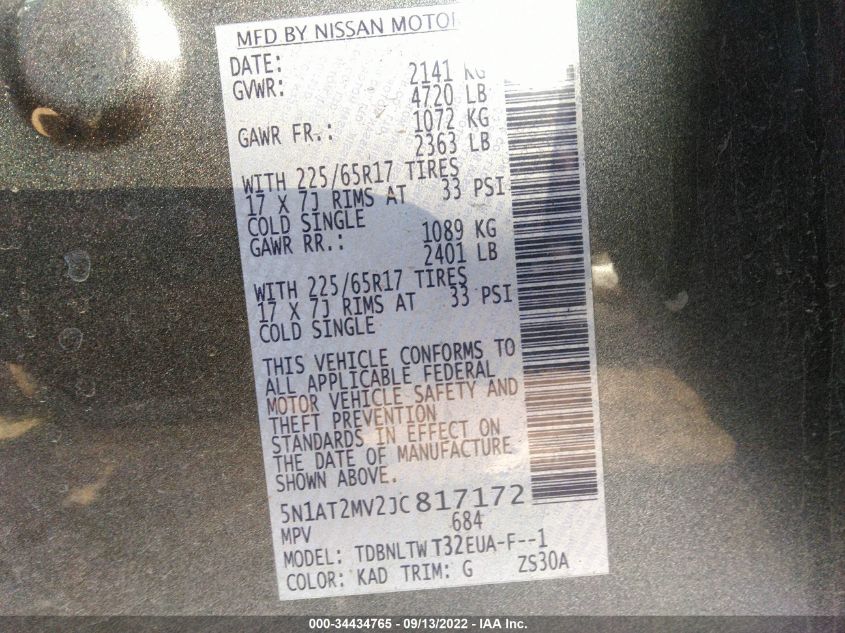 MFD BY NISSAN MOTOR
DATE:
GVWR: 2141 KG
4720 LB
GAWR FR.: 1072 KG
2363 LB
WITH 225/65R17 TIRES
17 X 7J RIMS AT 33 PSI
COLD SINGLE
GAWR RR.: 1089 KG
2401 LB
WITH 225/65R17 TIRES
17 X 7J RIMS AT 33 PSI
COLD SINGLE
THIS VEHICLE CONFORMS TO
ALL APPLICABLE FEDERAL
MOTOR VEHICLE SAFETY AND
THEFT PREVENTION
STANDARDS IN EFFECT ON
THE DATE OF MANUFACTURE
SHOWN ABOVE.
5N1AT2MV2JC817172
MPV 684
MODEL: TDBNLTW T32EUA-F--1
COLOR: KAD TRIM: G ZS30A
000-34434765 - 09/13/2022 - IAA Inc.